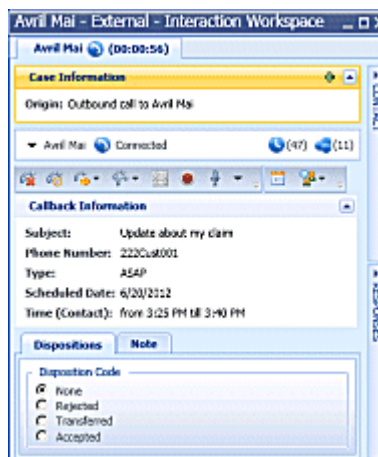 Avril Mai - External - Interaction Workspace
Avril Mai (00:00:56)
Case Information
Origin: Outbound call to Avril Mai
Avril Mai Connected (47) (11)
Callback Information
Subject: Update about my claim
Phone Number: 222Cust001
Type: ASAP
Scheduled Date: 6/20/2012
Time (Contact): from 3:25 PM till 3:40 PM
Dispositions Note
Disposition Code
None
Rejected
Transferred
Accepted
CONTACT
RESPONSES